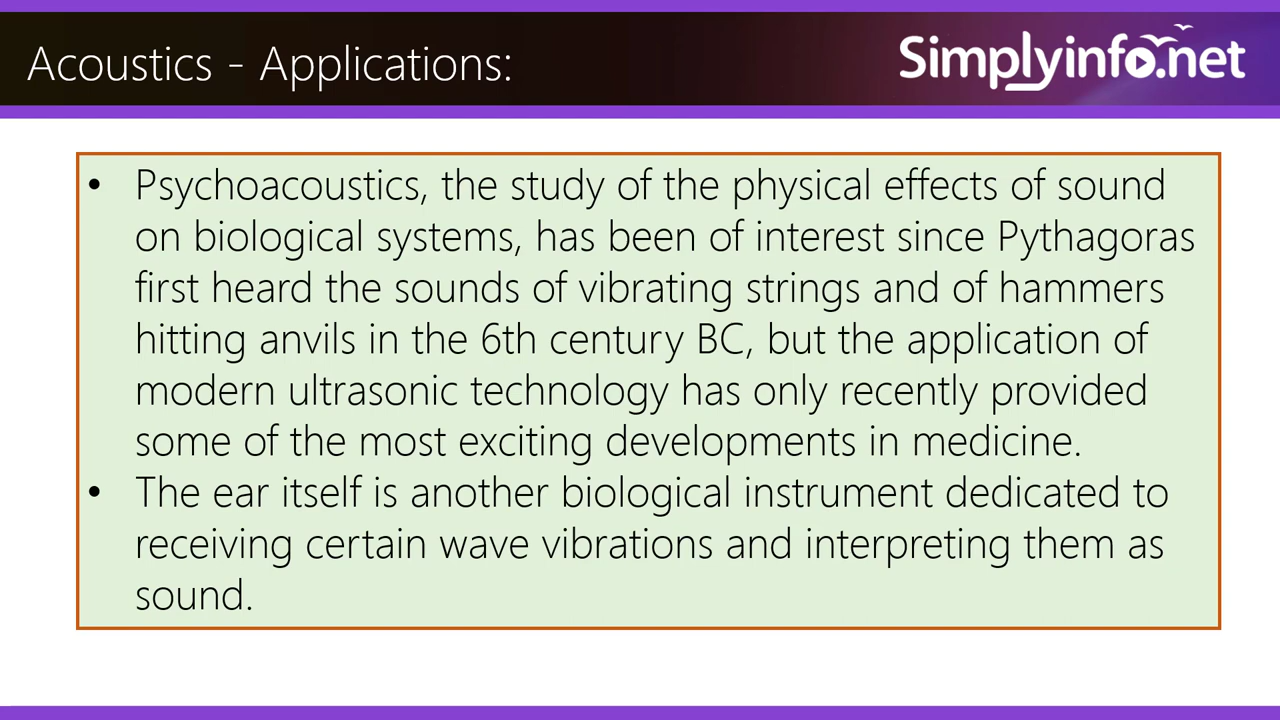 Acoustics - Applications:
Simplyinfo.net
• Psychoacoustics, the study of the physical effects of sound
on biological systems, has been of interest since Pythagoras
first heard the sounds of vibrating strings and of hammers
hitting anvils in the 6th century BC, but the application of
modern ultrasonic technology has only recently provided
some of the most exciting developments in medicine.
• The ear itself is another biological instrument dedicated to
receiving certain wave vibrations and interpreting them as
sound.